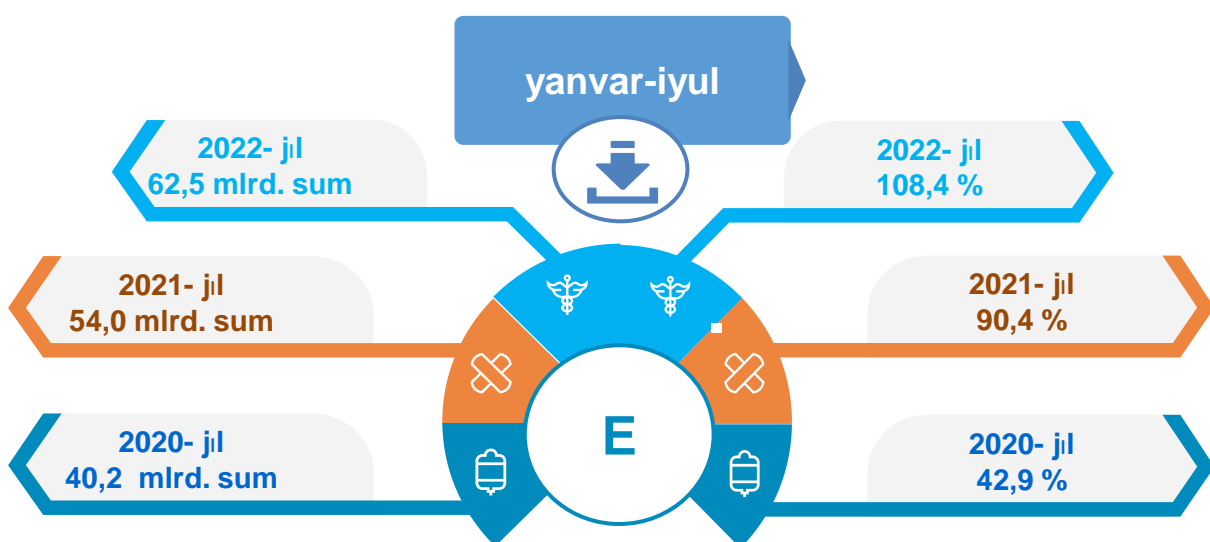 yanvar-iyul
2022- jıl
62,5 mlrd. sum
2022- jıl
108,4 %
2021- jıl
54,0 mlrd. sum
2021- jıl
90,4 %
2020- jıl
40,2 mlrd. sum
2020- jıl
42,9 %
E